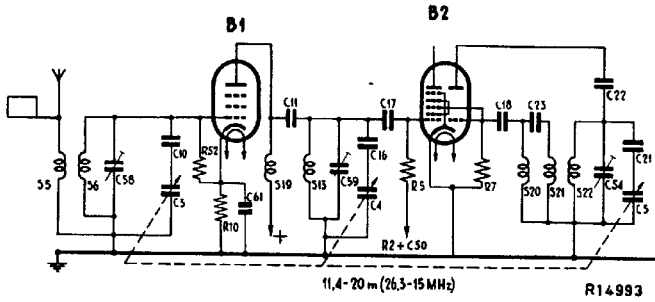 B1
B2
C11
C17
C18
C23
C22
C10
R52
C16
C21
S5
S6
C58
S19
S13
C59
S20
S21
S22
C54
C5
C61
C4
R5
R7
C5
R10
+
R2+C50
11,4-20 m (26,3-15 MHz)
R14993